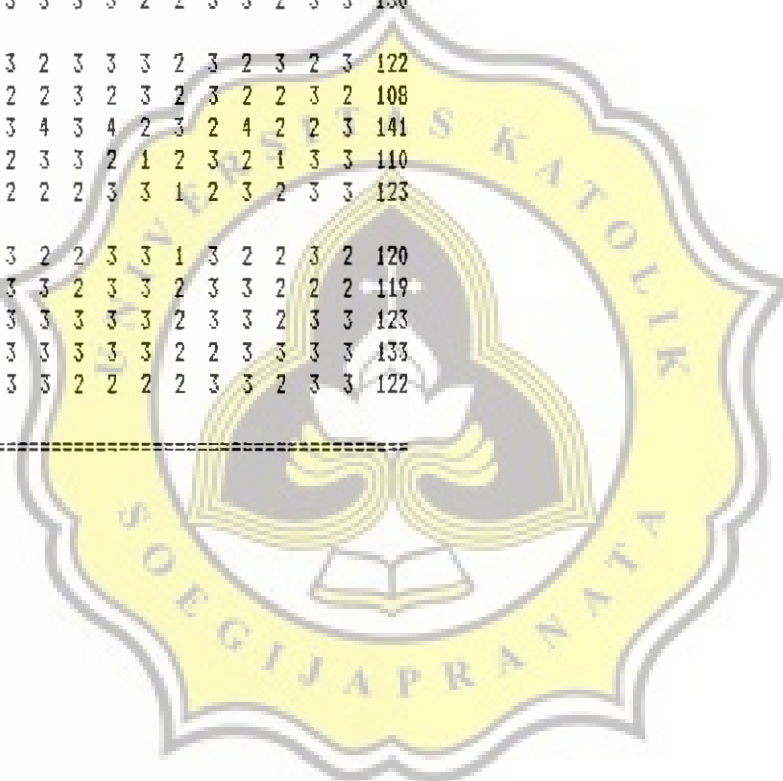 3 2 3 3 3 2 3 2 3 2 3 122
2 2 3 2 3 2 3 2 2 3 2 108
3 4 3 4 2 3 2 4 2 2 3 141
2 3 3 2 1 2 3 2 1 3 3 110
2 2 2 3 3 1 2 3 2 3 3 123
3 2 2 3 3 1 3 2 2 3 2 120
3 3 2 3 3 2 3 3 2 2 2 119
3 3 3 3 3 2 3 3 2 3 3 123
3 3 3 3 3 2 2 3 3 3 3 133
3 3 2 2 2 2 3 3 2 3 3 122
UNIVERSITAS KATOLIK
SOEGIJAPRANATA